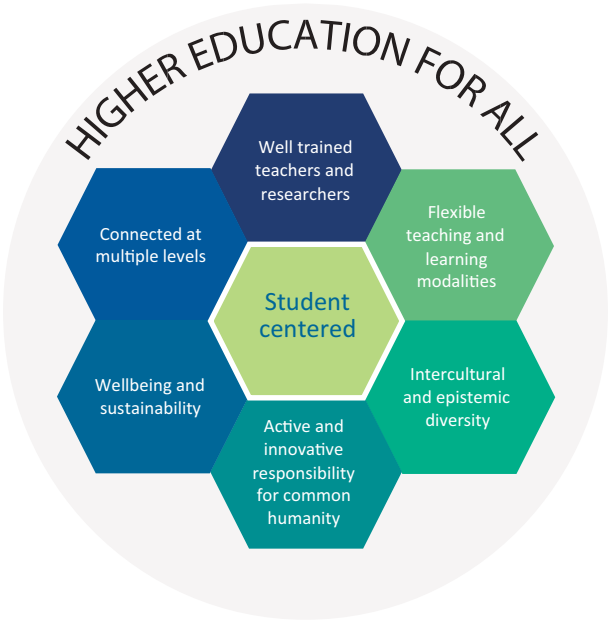 HIGHER EDUCATION FOR ALL
Well trained
teachers and
researchers
Flexible
teaching and
learning
modalities
Connected at
multiple levels
Student
centered
Intercultural
and epistemic
diversity
Wellbeing and
sustainability
Active and
innovative
responsibility
for common
humanity